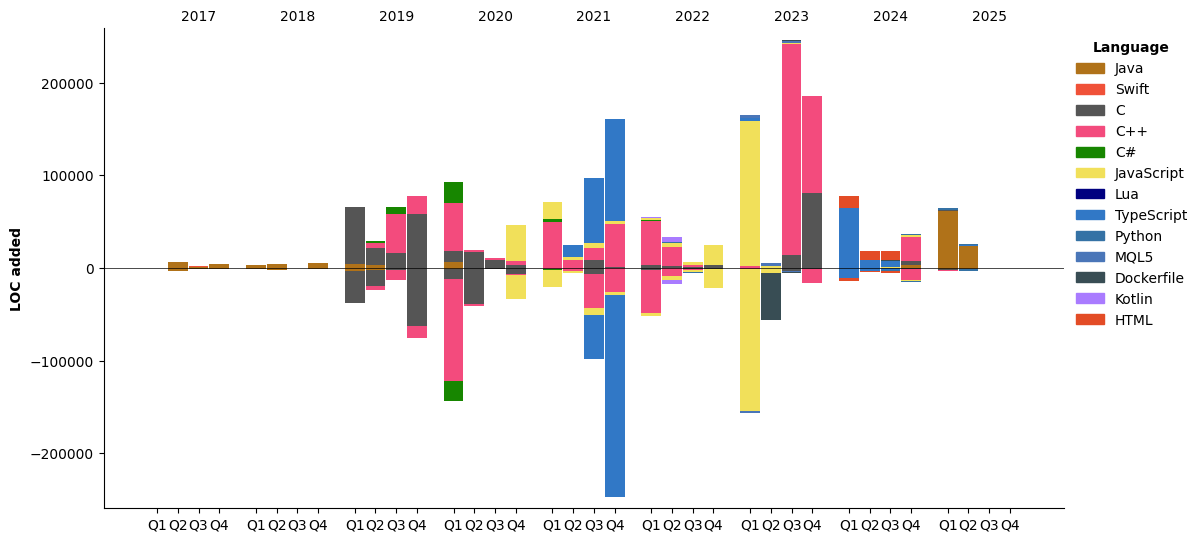 2017 2018 2019 2020 2021 2022 2023 2024 2025
LOC added
200000
100000
0
−100000
−200000
Q1 Q2 Q3 Q4 Q1 Q2 Q3 Q4 Q1 Q2 Q3 Q4 Q1 Q2 Q3 Q4 Q1 Q2 Q3 Q4 Q1 Q2 Q3 Q4 Q1 Q2 Q3 Q4 Q1 Q2 Q3 Q4 Q1 Q2 Q3 Q4
Language
Java
Swift
C
C++
C#
JavaScript
Lua
TypeScript
Python
MQL5
Dockerfile
Kotlin
HTML